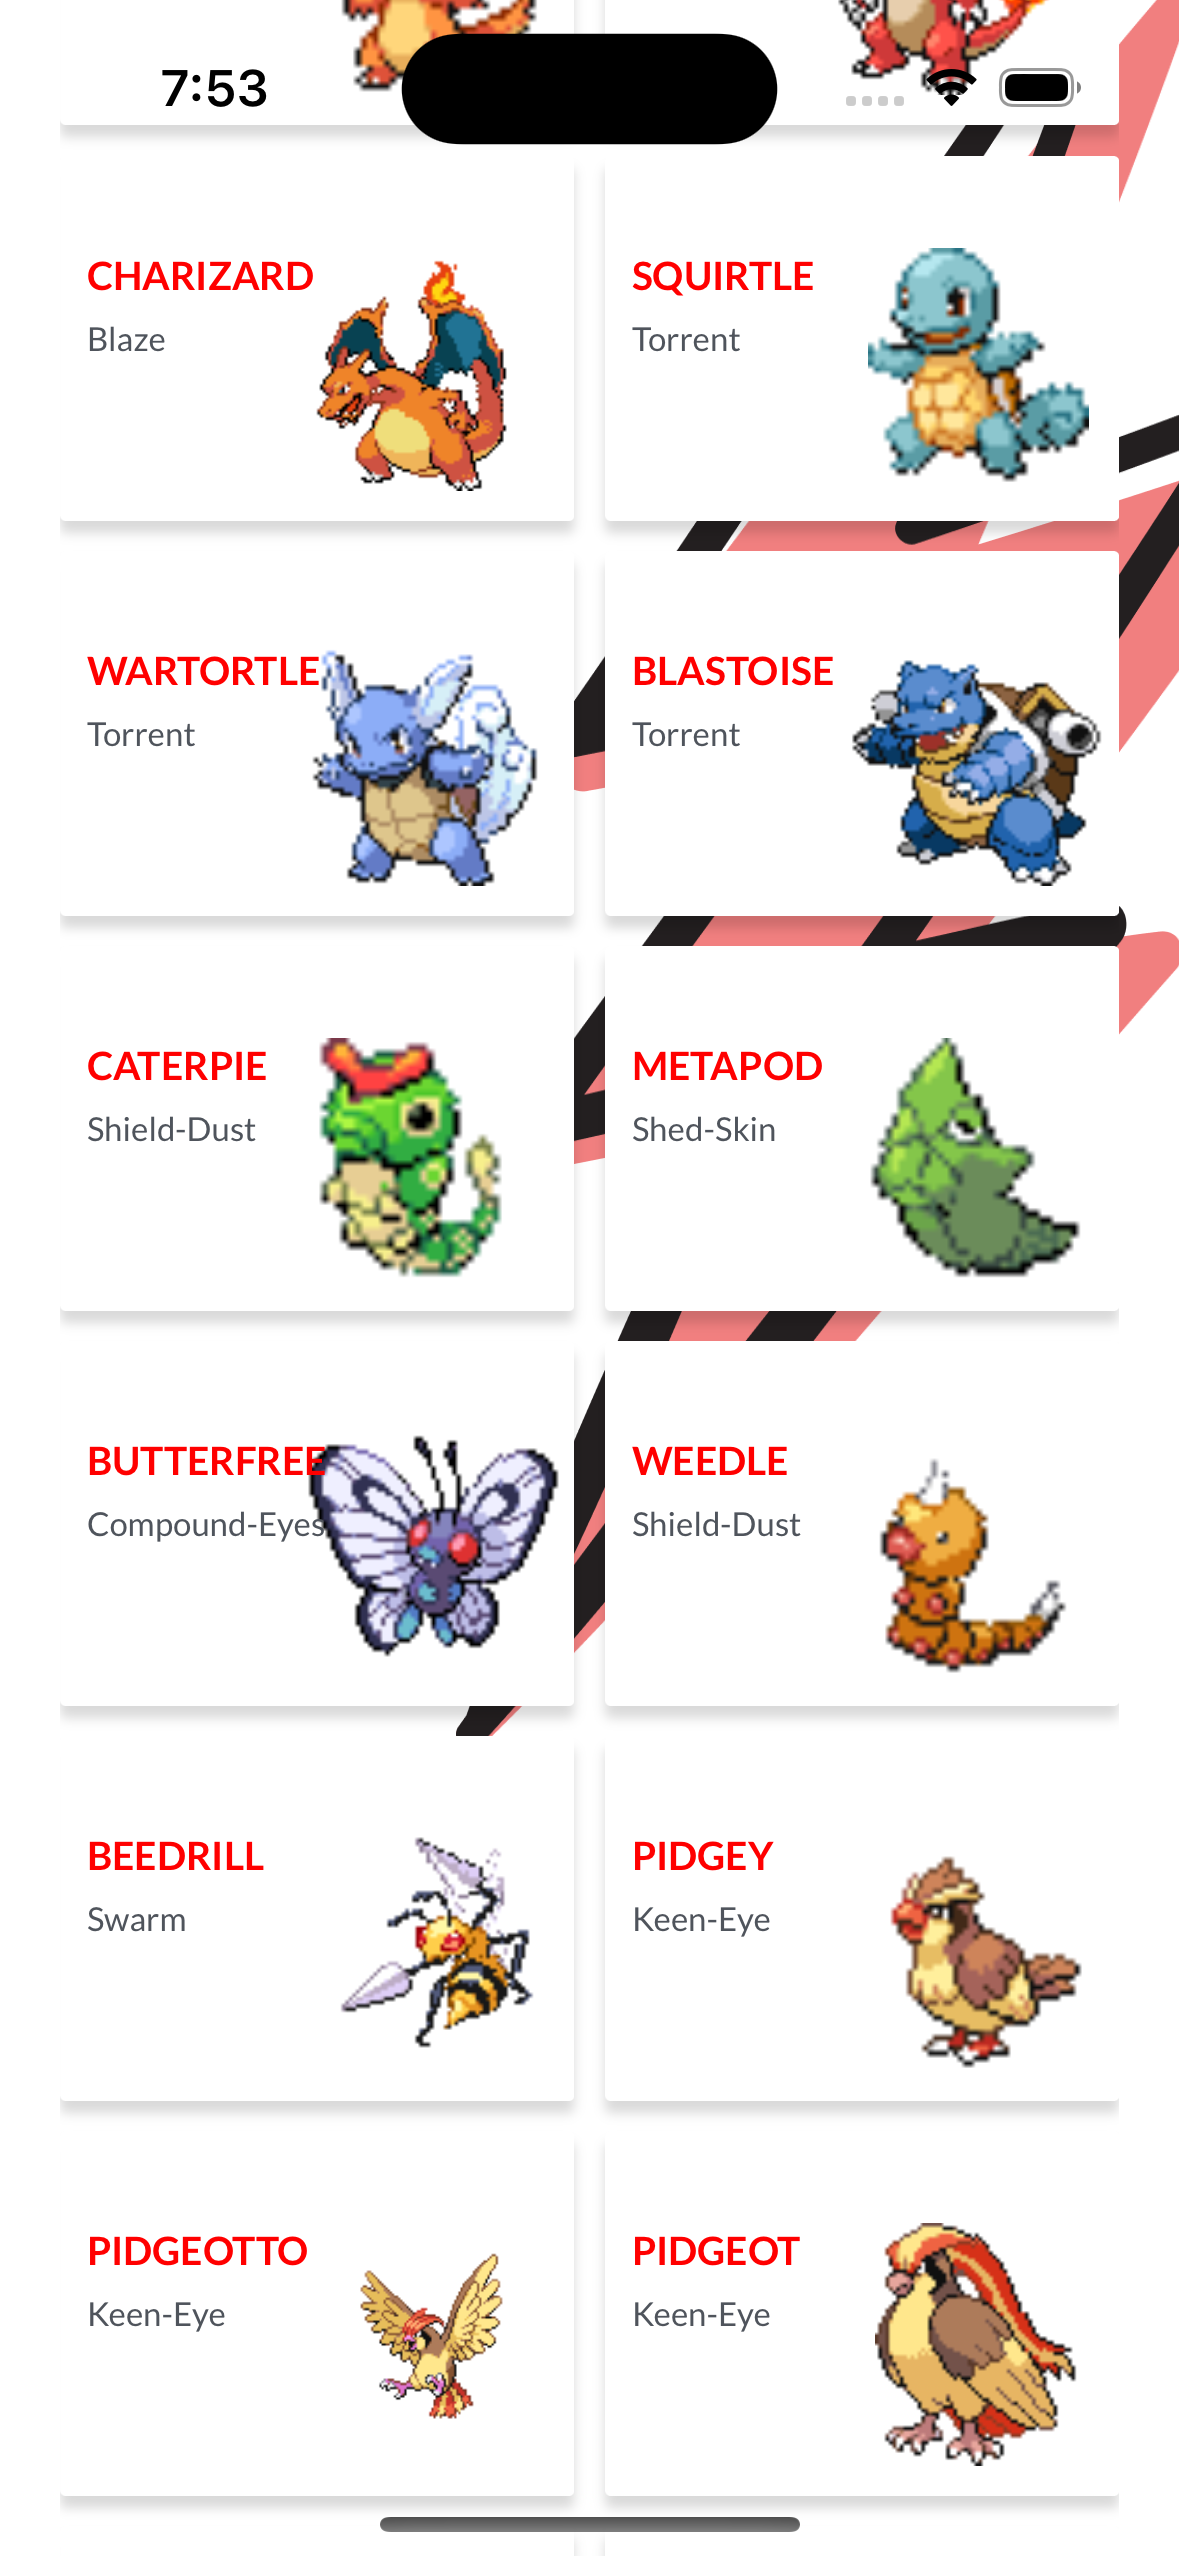 7:53
CHARIZARD
Blaze
SQUIRTLE
Torrent
WARTORTLE
Torrent
BLASTOISE
Torrent
CATERPIE
Shield-Dust
METAPOD
Shed-Skin
BUTTERFREE
Compound-Eyes
WEEDLE
Shield-Dust
BEEDRILL
Swarm
PIDGEY
Keen-Eye
PIDGEOTTO
Keen-Eye
PIDGEOT
Keen-Eye